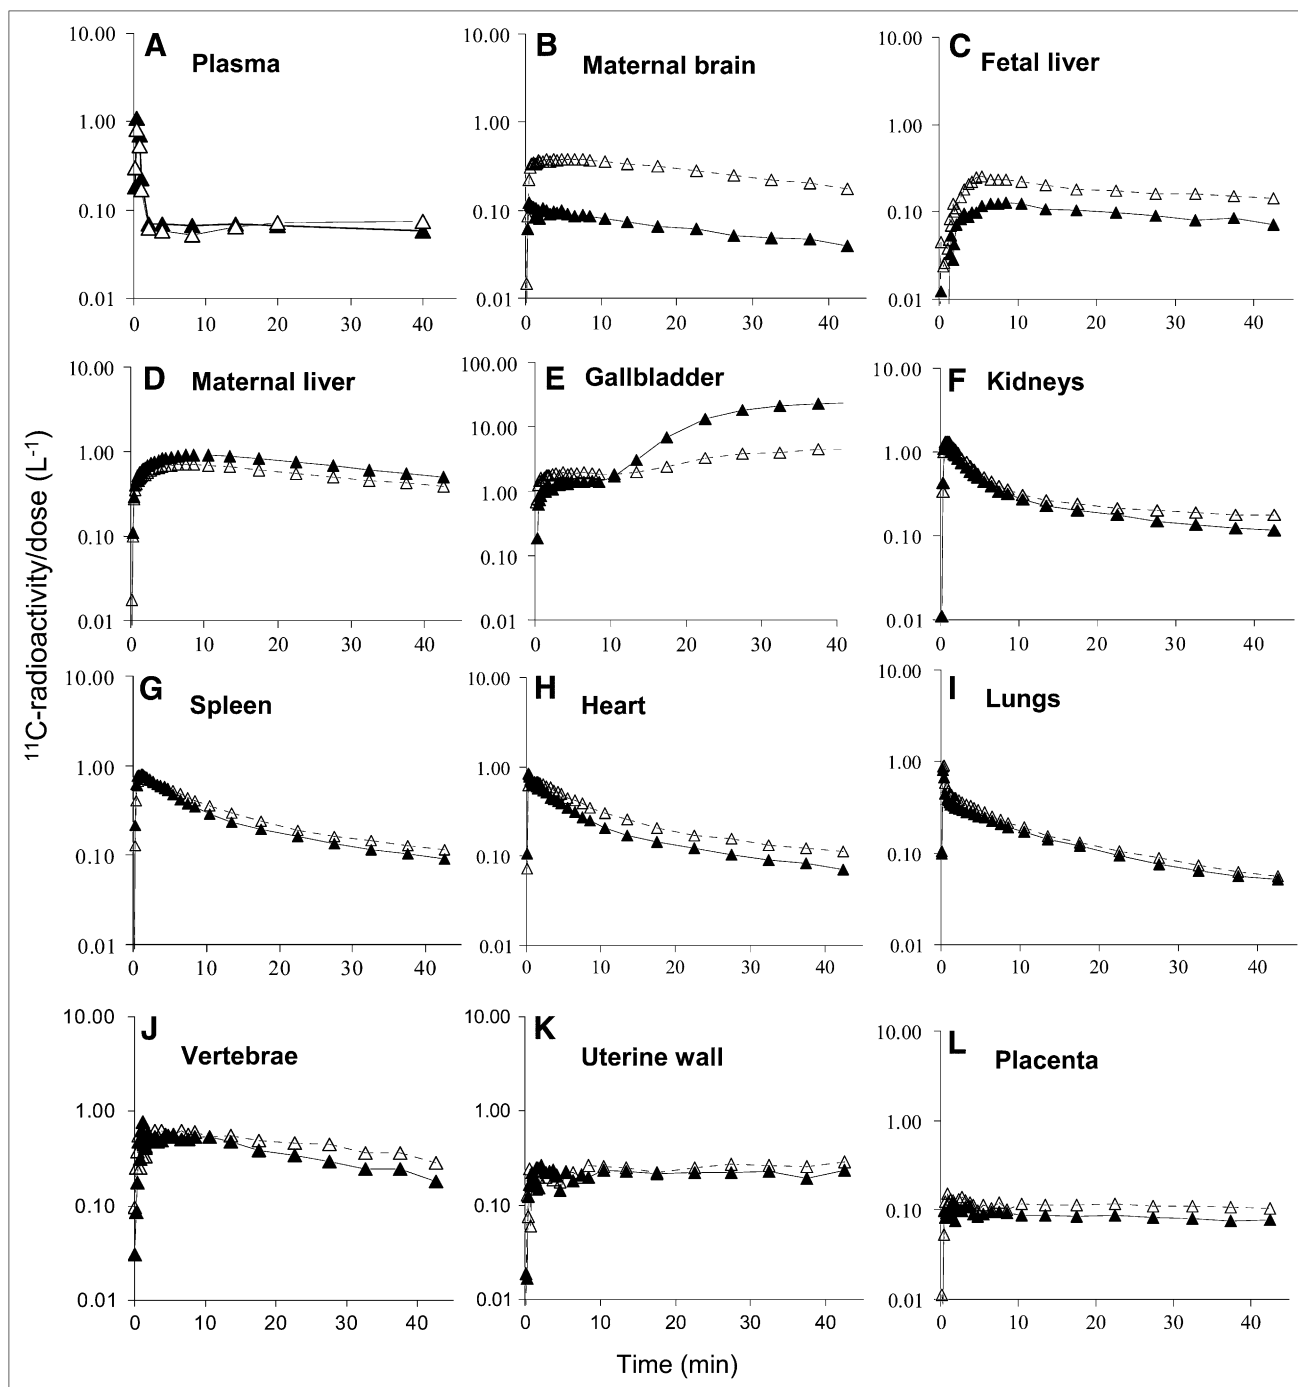 A Plasma
10.00
1.00
0.10
0.01
0 10 20 30 40
B Maternal brain
10.00
1.00
0.10
0.01
0 10 20 30 40
C Fetal liver
10.00
1.00
0.10
0.01
0 10 20 30 40
D Maternal liver
10.00
1.00
0.10
0.01
0 10 20 30 40
E Gallbladder
100.00
10.00
1.00
0.10
0.01
0 10 20 30 40
F Kidneys
10.00
1.00
0.10
0.01
0 10 20 30 40
G Spleen
10.00
1.00
0.10
0.01
0 10 20 30 40
H Heart
10.00
1.00
0.10
0.01
0 10 20 30 40
I Lungs
10.00
1.00
0.10
0.01
0 10 20 30 40
J Vertebrae
10.00
1.00
0.10
0.01
0 10 20 30 40
K Uterine wall
10.00
1.00
0.10
0.01
0 10 20 30 40
L Placenta
10.00
1.00
0.10
0.01
0 10 20 30 40
¹¹C-radioactivity/dose (L⁻¹)
Time (min)